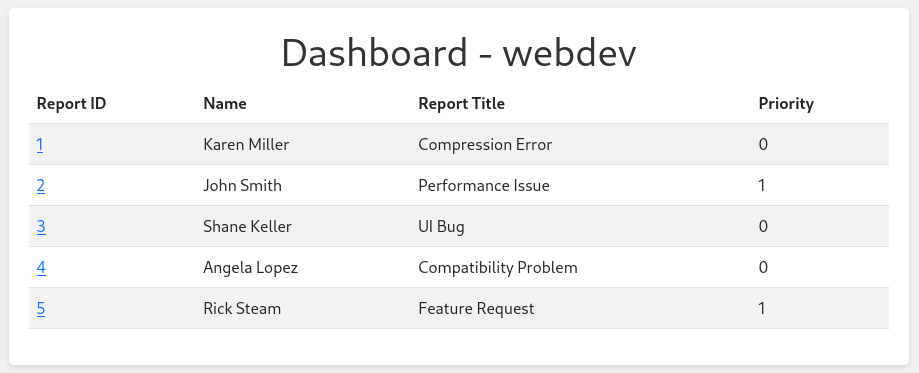 Dashboard - webdev
Report ID Name Report Title Priority
1 Karen Miller Compression Error 0
2 John Smith Performance Issue 1
3 Shane Keller UI Bug 0
4 Angela Lopez Compatibility Problem 0
5 Rick Steam Feature Request 1